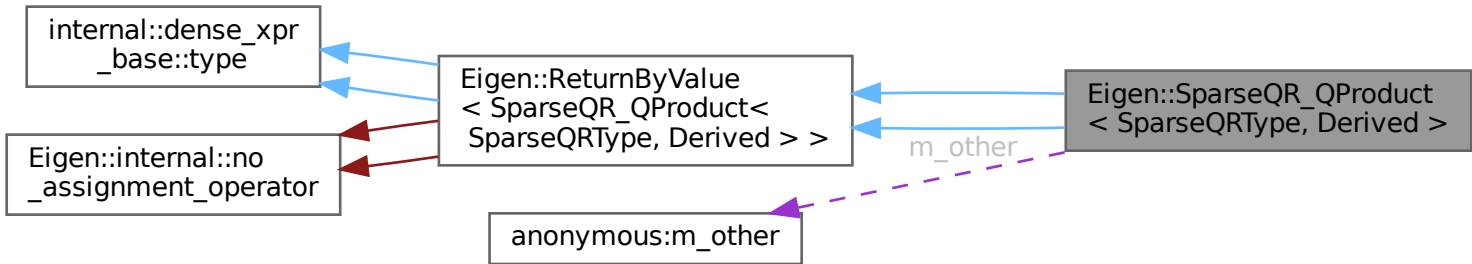 internal::dense_xpr
_base::type
Eigen::internal::no
_assignment_operator
Eigen::ReturnByValue
< SparseQR_QProduct<
SparseQRType, Derived > >
anonymous:m_other
m_other
Eigen::SparseQR_QProduct
< SparseQRType, Derived >